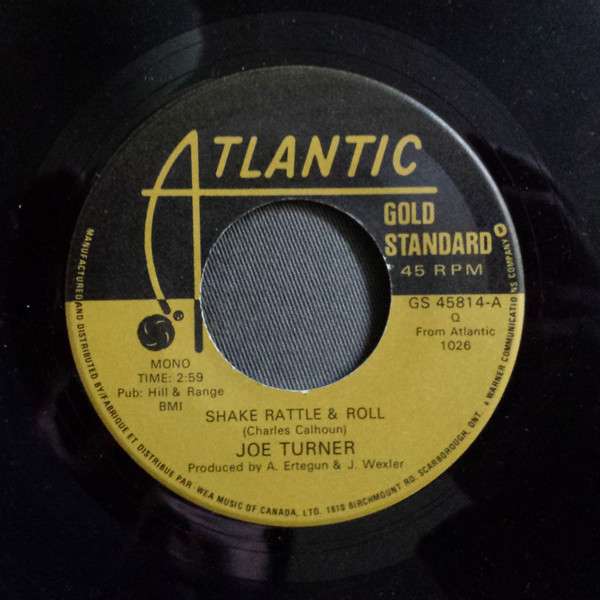 ATLANTIC
GOLD
STANDARD
45 RPM
GS 45814-A
Q
From Atlantic
1026
®
MONO
TIME: 2:59
Pub: Hill & Range
BMI
SHAKE RATTLE & ROLL
(Charles Calhoun)
JOE TURNER
Produced by A. Ertegun & J. Wexler
MANUFACTURED AND DISTRIBUTED BY/FABRIQUE ET DISTRIBUE PAR: WEA MUSIC OF CANADA, LTD. 1810 BIRCHMOUNT RD. SCARBOROUGH, ONT. A WARNER COMMUNICATIONS COMPANY